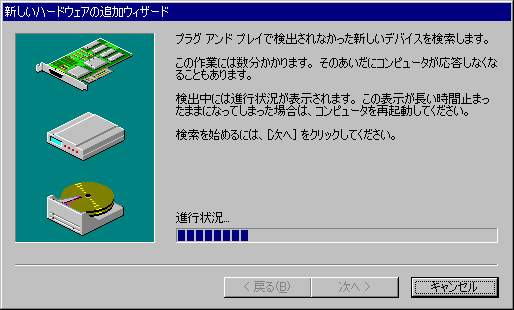 新しいハードウェアの追加ウィザード
プラグ アンド プレイで検出されなかった新しいデバイスを検索します。
この作業には数分かかります。そのあいだにコンピュータが応答しなくな
ることもあります。
検出中には進行状況が表示されます。この表示が長い時間止まっ
たままになってしまった場合は、コンピュータを再起動してください。
検索を始めるには、[次へ] をクリックしてください。
進行状況...
< 戻る(B)
次へ >
キャンセル